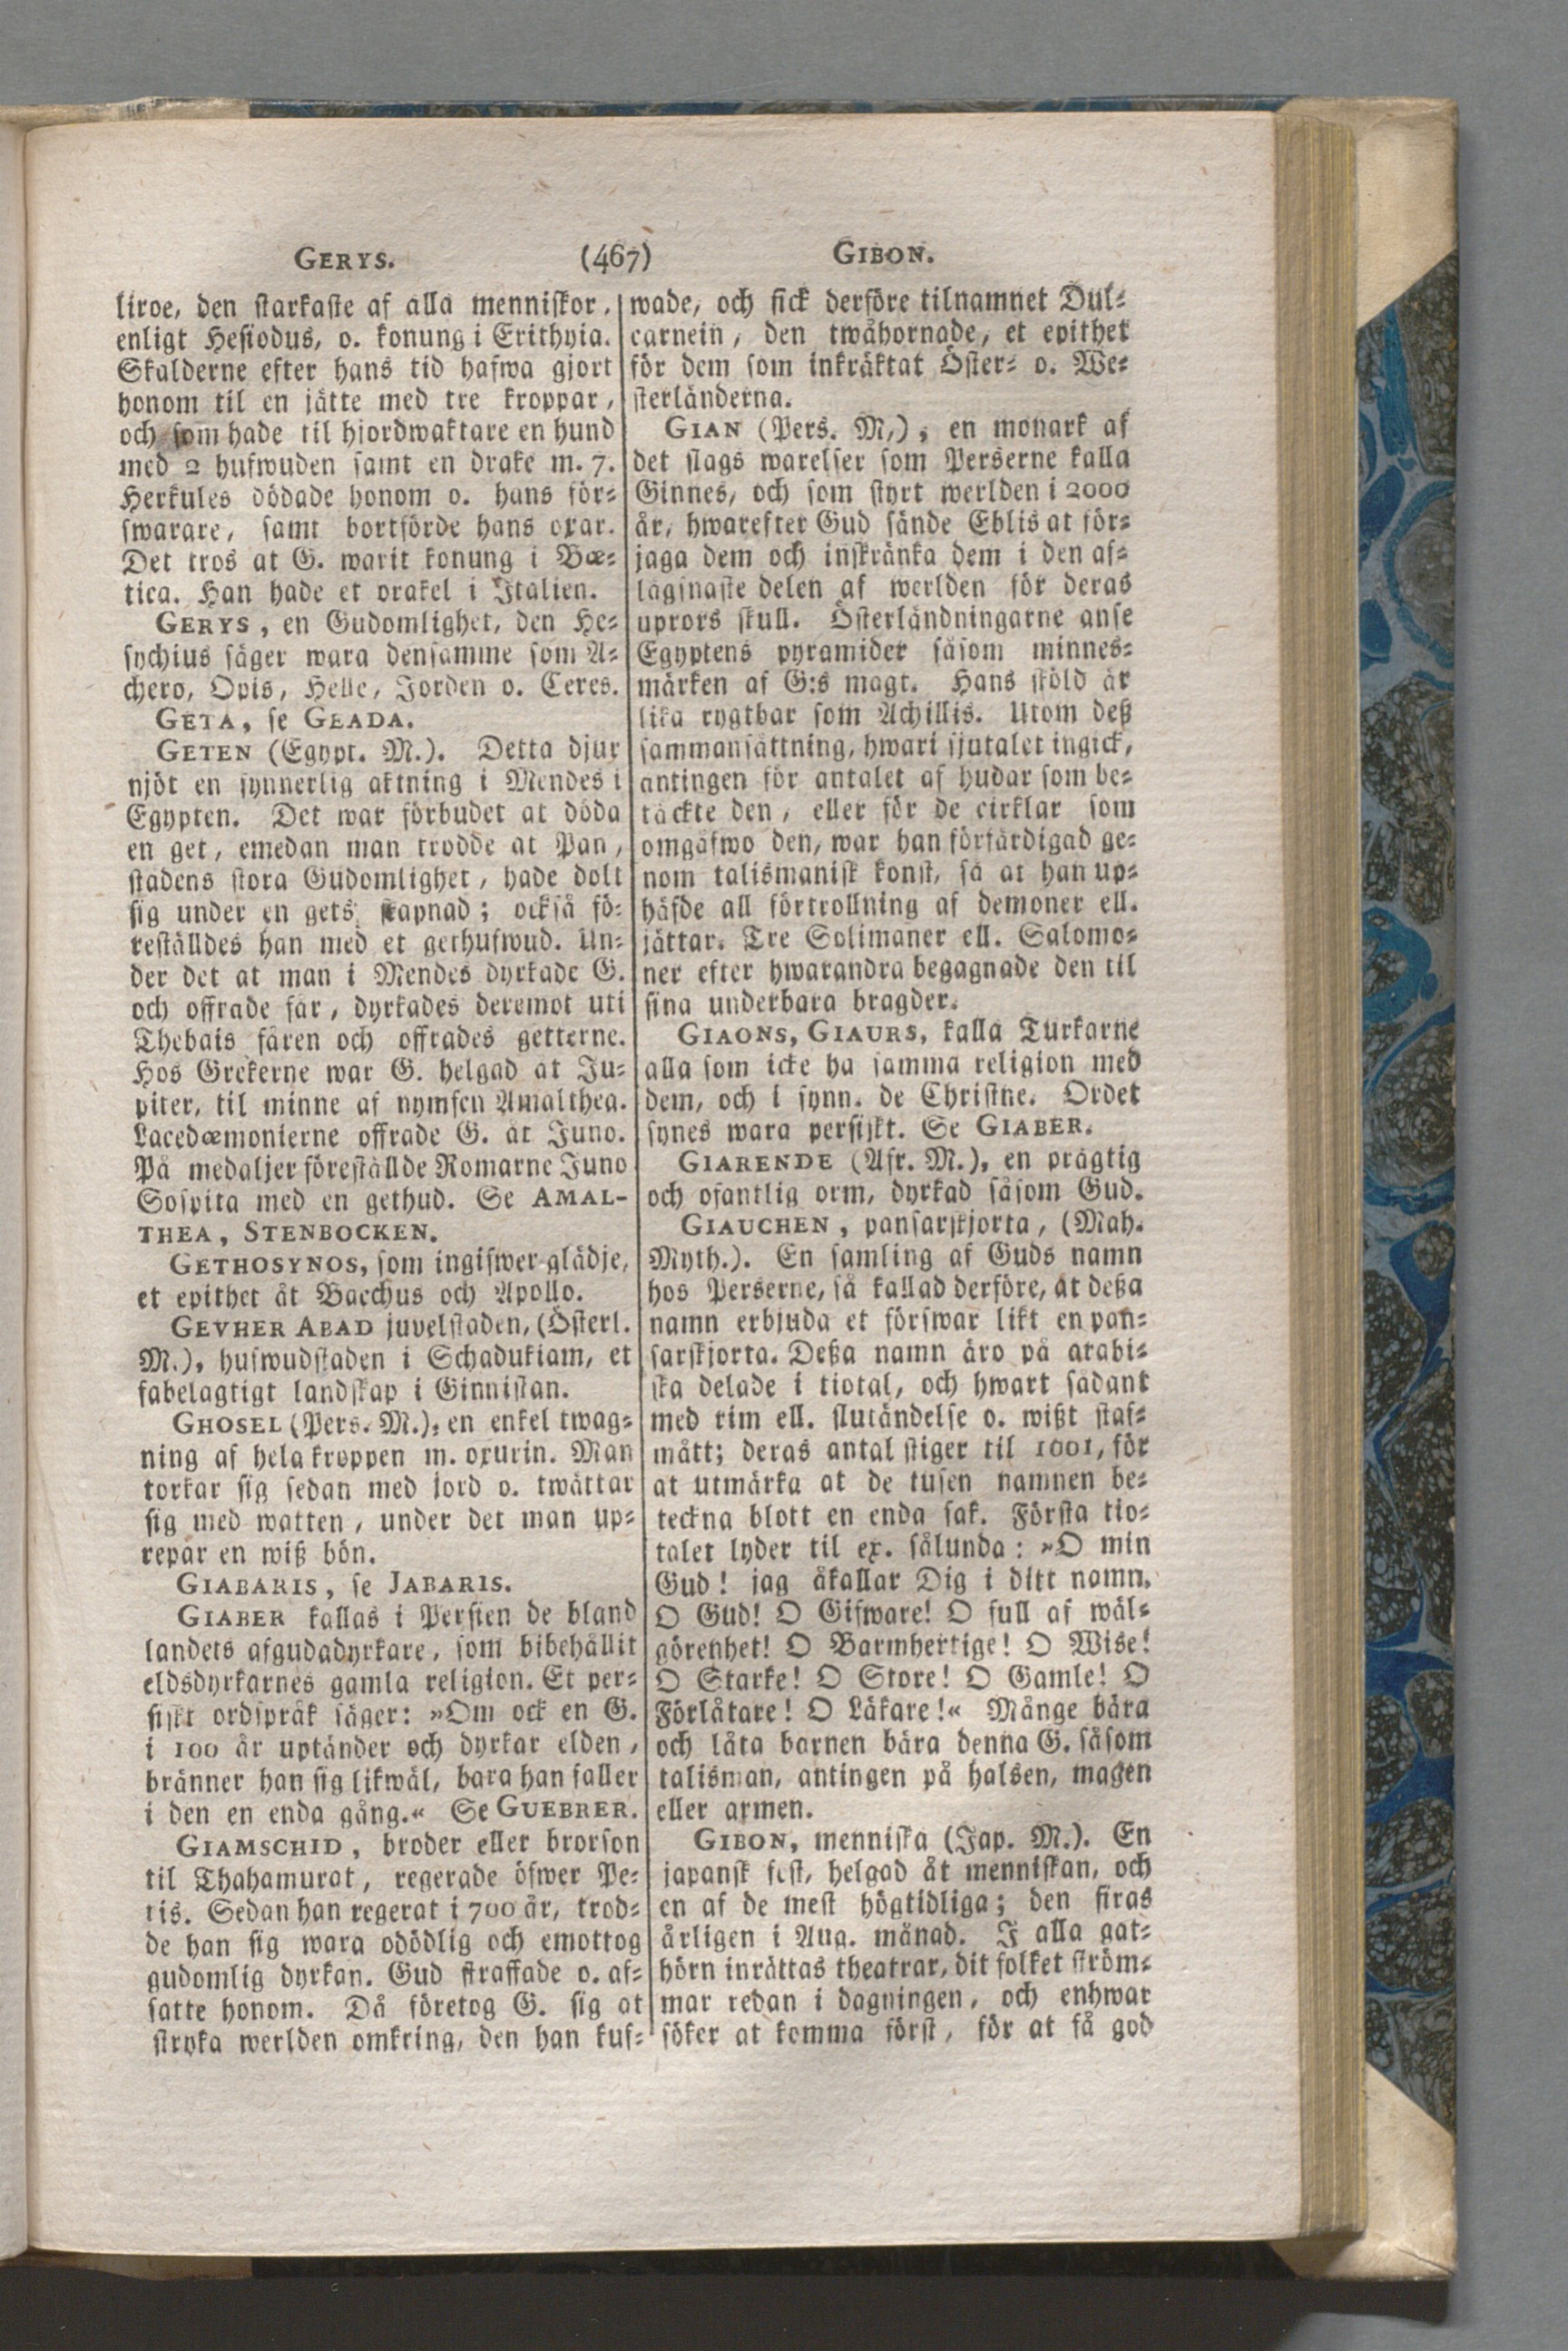 GERYS. (467) GIBON.
liroe, den starkaste af alla menniskor,
enligt Hesiodus, o. konung i Erithyia.
Skalderne efter hans tid hafwa gjort
honom til en jätte med tre kroppar,
och som hade til hjordwaktare en hund
med 2 hufwuden samt en drake m. 7.
Herkules dödade honom o. hans för-
swarare, samt bortförde hans oxar.
Det tros at G. warit konung i Bœ-
tica. Han hade et orakel i Italien.
GERYS, en Gudomlighet, den He-
sychius säger wara densamme som A-
chero, Opis, Helle, Jorden o. Ceres.
GETA, se GEADA.
GETEN (Egypt. M.). Detta djur
njöt en synnerlig aktning i Mendes i
Egypten. Det war förbudet at döda
en get, emedan man trodde at Pan,
stadens stora Gudomlighet, hade dolt
sig under en gets skapnad; också fö-
reställdes han med et gethufwud. Un-
der det at man i Mendes dyrkade G.
och offrade får, dyrkades deremot uti
Thebais fåren och offrades getterne.
Hos Grekerne war G. helgad åt Ju-
piter, til minne af nymfen Amalthea.
Lacedœmonierne offrade G. åt Juno.
På medaljer föreställde Romarne Juno
Sospita med en gethud. Se AMAL-
THEA, STENBOCKEN.
GETHOSYNOS, som ingifwer glädje,
et epithet åt Bacchus och Apollo.
GEVHER ABAD juvelstaden, (Österl.
M.), hufwudstaden i Schadukiam, et
fabelagtigt landskap i Ginnistan.
GHOSEL (Pers. M.), en enkel twag-
ning af hela kroppen m. oxurin. Man
torkar sig sedan med jord o. twättar
sig med watten, under det man up-
repar en wiß bön.
GIABARIS, se JABARIS.
GIABER kallas i Persien de bland
landets afgudadyrkare, som bibehållit
eldsdyrkarnes gamla religion. Et per-
siskt ordspråk säger: »Om ock en G.
i 100 år uptänder och dyrkar elden,
bränner han sig likwäl, bara han faller
i den en enda gång.« Se GUEBRER.
GIAMSCHID, broder eller brorson
til Thahamurat, regerade öfwer Pe-
ris. Sedan han regerat i 700 år, trod-
de han sig wara odödlig och emottog
gudomlig dyrkan. Gud straffade o. af-
satte honom. Då företog G. sig at
stryka werlden omkring, den han kuf-
wade, och fick derföre tilnamnet Dul-
carnein, den twåhornade, et epithet
för dem som inkräktat Öster- o. We-
sterländerna.
GIAN (Pers. M,), en monark af
det slags warelser som Perserne kalla
Ginnes, och som styrt werlden i 2000
år, hwarefter Gud sände Eblis at för-
jaga dem och inskränka dem i den af-
lägsnaste delen af werlden för deras
uprors skull. Österländningarne anse
Egyptens pyramider såsom minnes-
märken af G:s magt. Hans sköld är
lika rygtbar som Achillis. Utom deß
sammansättning, hwari sjutalet ingick,
antingen för antalet af hudar som be-
täckte den, eller för de cirklar som
omgåfwo den, war han förfärdigad ge-
nom talismanisk konst, så at han up-
häfde all förtrollning af demoner ell.
jättar. Tre Solimaner ell. Salomo-
ner efter hwarandra begagnade den til
sina underbara bragder.
GIAONS, GIAURS, kalla Turkarne
alla som icke ha samma religion med
dem, och i synn. de Christne. Ordet
synes wara persiskt. Se GIABER.
GIARENDE (Afr. M.), en prägtig
och ofantlig orm, dyrkad såsom Gud.
GIAUCHEN, pansarskjorta, (Mah.
Myth.). En samling af Guds namn
hos Perserne, så kallad derföre, at deßa
namn erbjuda et förswar likt en pan-
sarskjorta. Deßa namn äro på arabi-
ska delade i tiotal, och hwart sådant
med rim ell. slutändelse o. wißt staf-
mått; deras antal stiger til 1001, för
at utmärka at de tusen namnen be-
teckna blott en enda sak. Första tio-
talet lyder til ex. sålunda: »O min
Gud! jag åkallar Dig i ditt namn.
O Gud! O Gifware! O full af wäl-
görenhet! O Barmhertige! O Wise!
O Starke! O Store! O Gamle! O
Förlåtare! O Läkare!« Månge bära
och låta barnen bära denna G. såsom
talisman, antingen på halsen, magen
eller armen.
GIBON, menniska (Jap. M.). En
japansk fest, helgad åt menniskan, och
en af de mest högtidliga; den firas
årligen i Aug. månad. I alla gat-
hörn inrättas theatrar, dit folket ström-
mar redan i dagningen, och enhwar
söker at komma först, för at få god